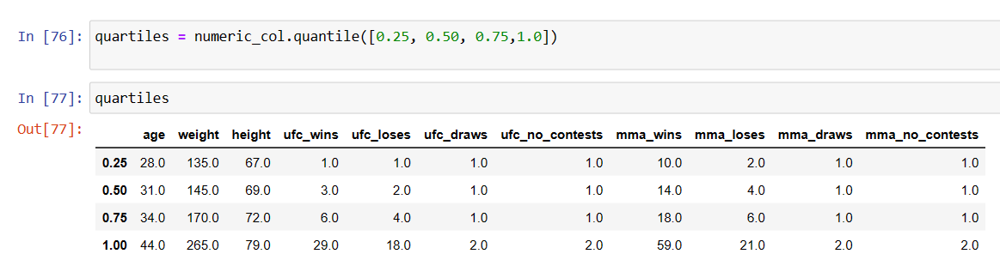 In [76]: quartiles = numeric_col.quantile([0.25, 0.50, 0.75,1.0])
In [77]: quartiles
Out[77]:
age weight height ufc_wins ufc_loses ufc_draws ufc_no_contests mma_wins mma_loses mma_draws mma_no_contests
0.25 28.0 135.0 67.0 1.0 1.0 1.0 1.0 10.0 2.0 1.0 1.0
0.50 31.0 145.0 69.0 3.0 2.0 1.0 1.0 14.0 4.0 1.0 1.0
0.75 34.0 170.0 72.0 6.0 4.0 1.0 1.0 18.0 6.0 1.0 1.0
1.00 44.0 265.0 79.0 29.0 18.0 2.0 2.0 59.0 21.0 2.0 2.0